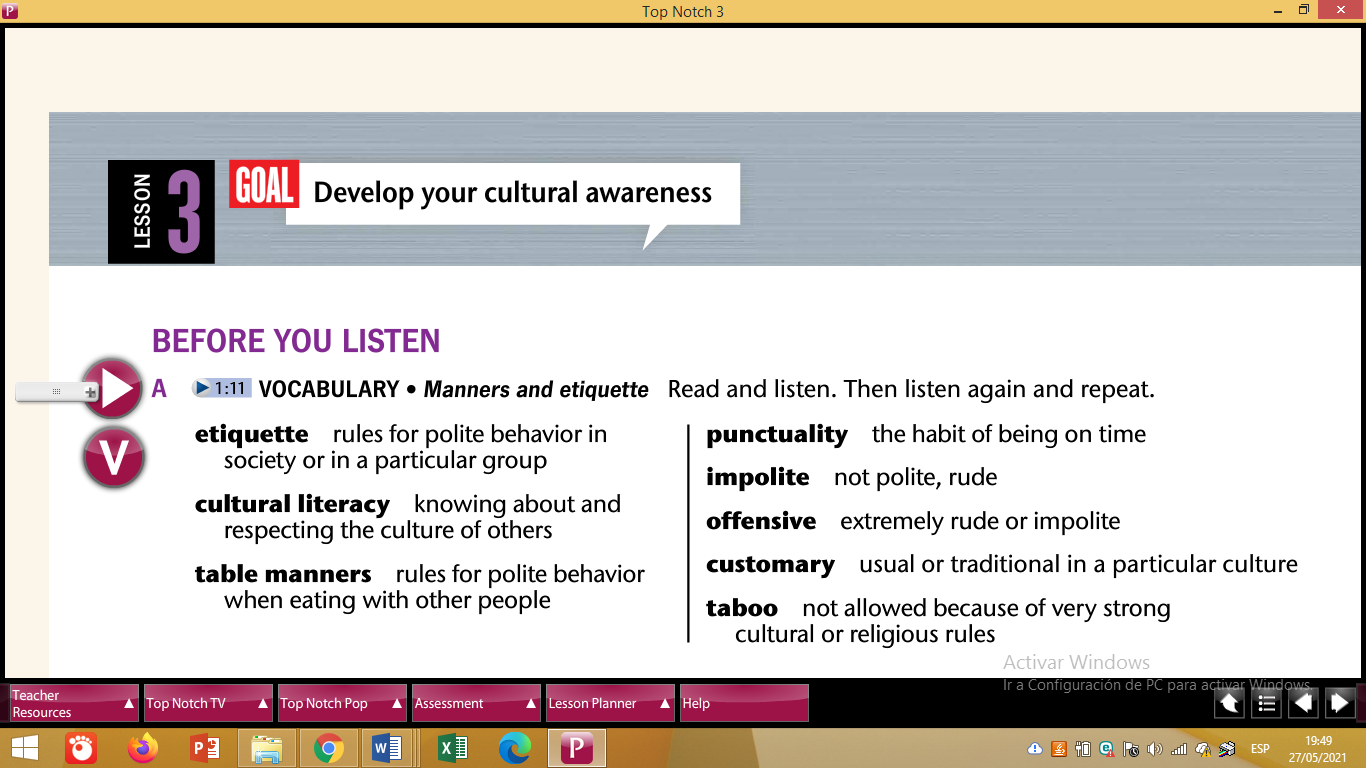 Top Notch 3
LESSON 3
GOAL
Develop your cultural awareness
BEFORE YOU LISTEN
A 1:11 VOCABULARY • Manners and etiquette Read and listen. Then listen again and repeat.
V
etiquette rules for polite behavior in
society or in a particular group
cultural literacy knowing about and
respecting the culture of others
table manners rules for polite behavior
when eating with other people
punctuality the habit of being on time
impolite not polite, rude
offensive extremely rude or impolite
customary usual or traditional in a particular culture
taboo not allowed because of very strong
cultural or religious rules
Activar Windows
Ir a Configuración de PC para activar Windows.
Teacher
Resources
Top Notch TV
Top Notch Pop
Assessment
Lesson Planner
Help
ESP
19:49
27/05/2021